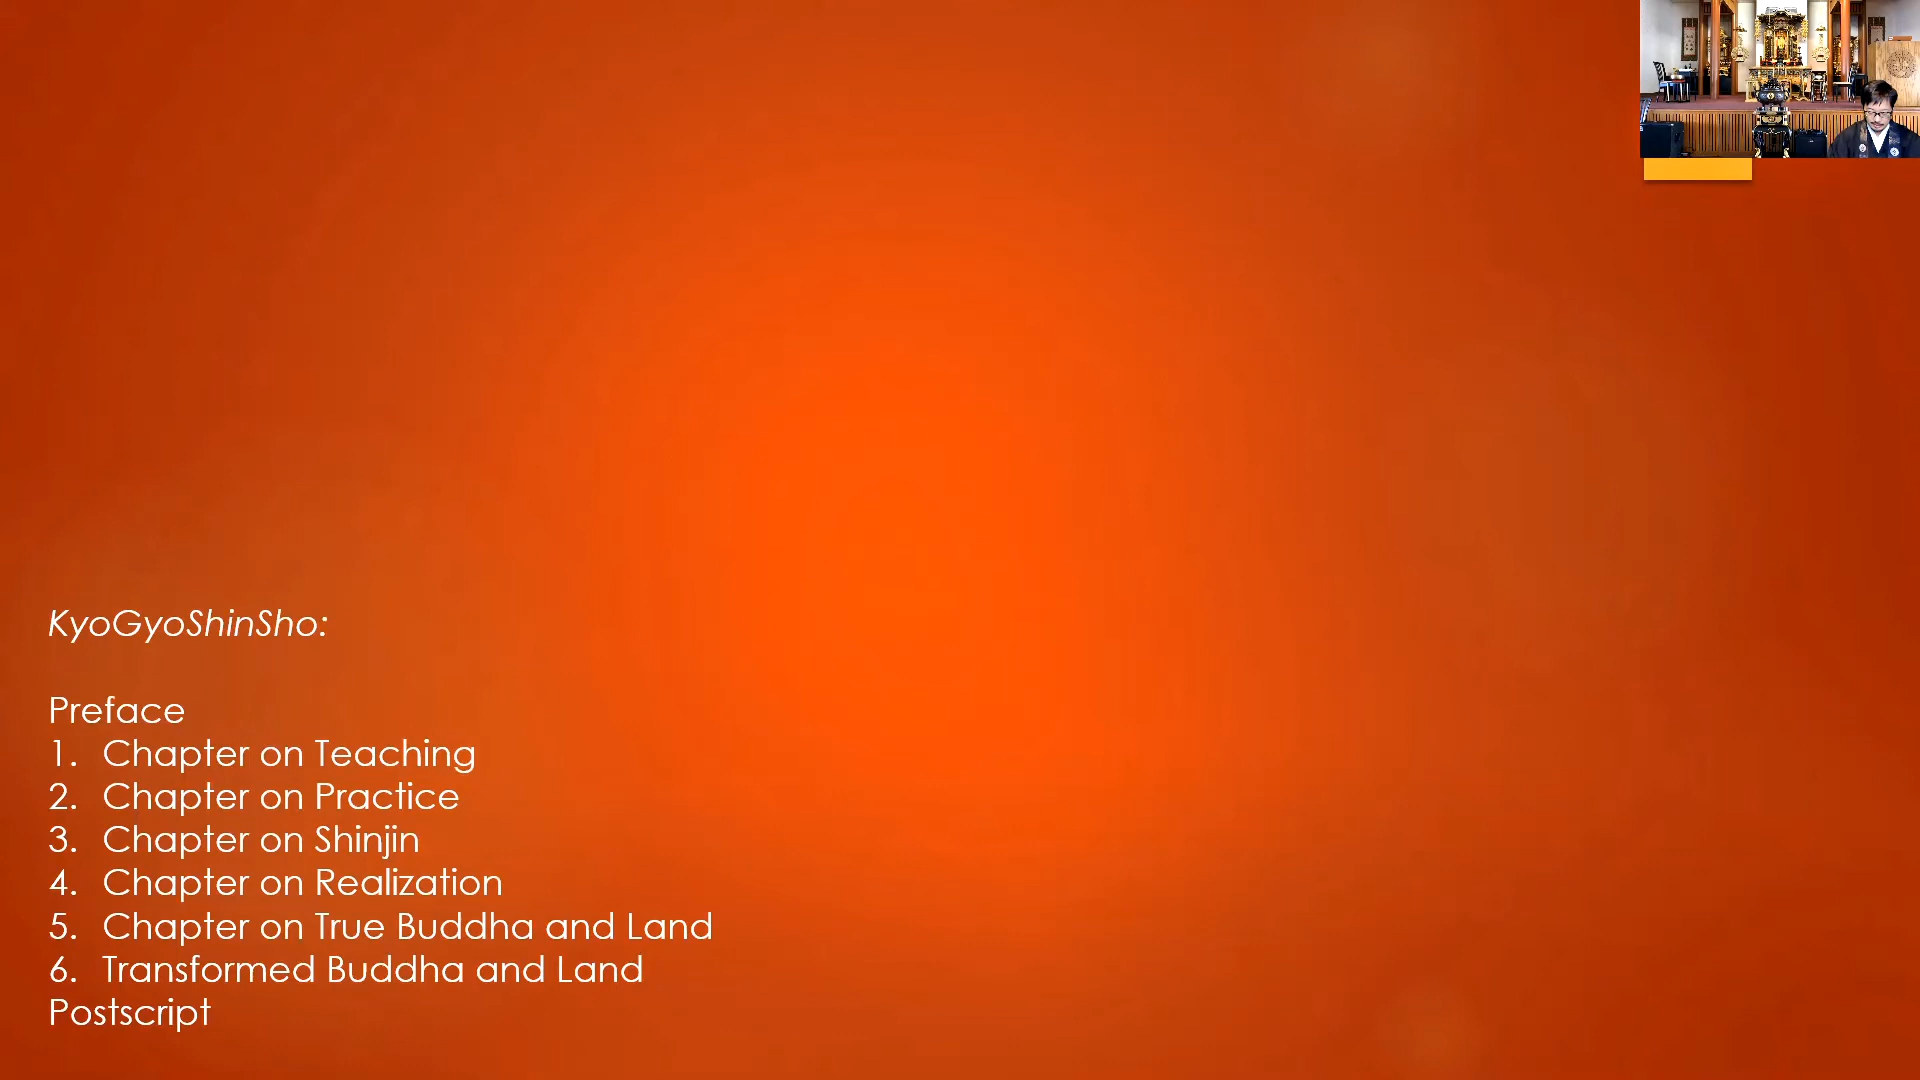 KyoGyoShinSho:
Preface
1. Chapter on Teaching
2. Chapter on Practice
3. Chapter on Shinjin
4. Chapter on Realization
5. Chapter on True Buddha and Land
6. Transformed Buddha and Land
Postscript